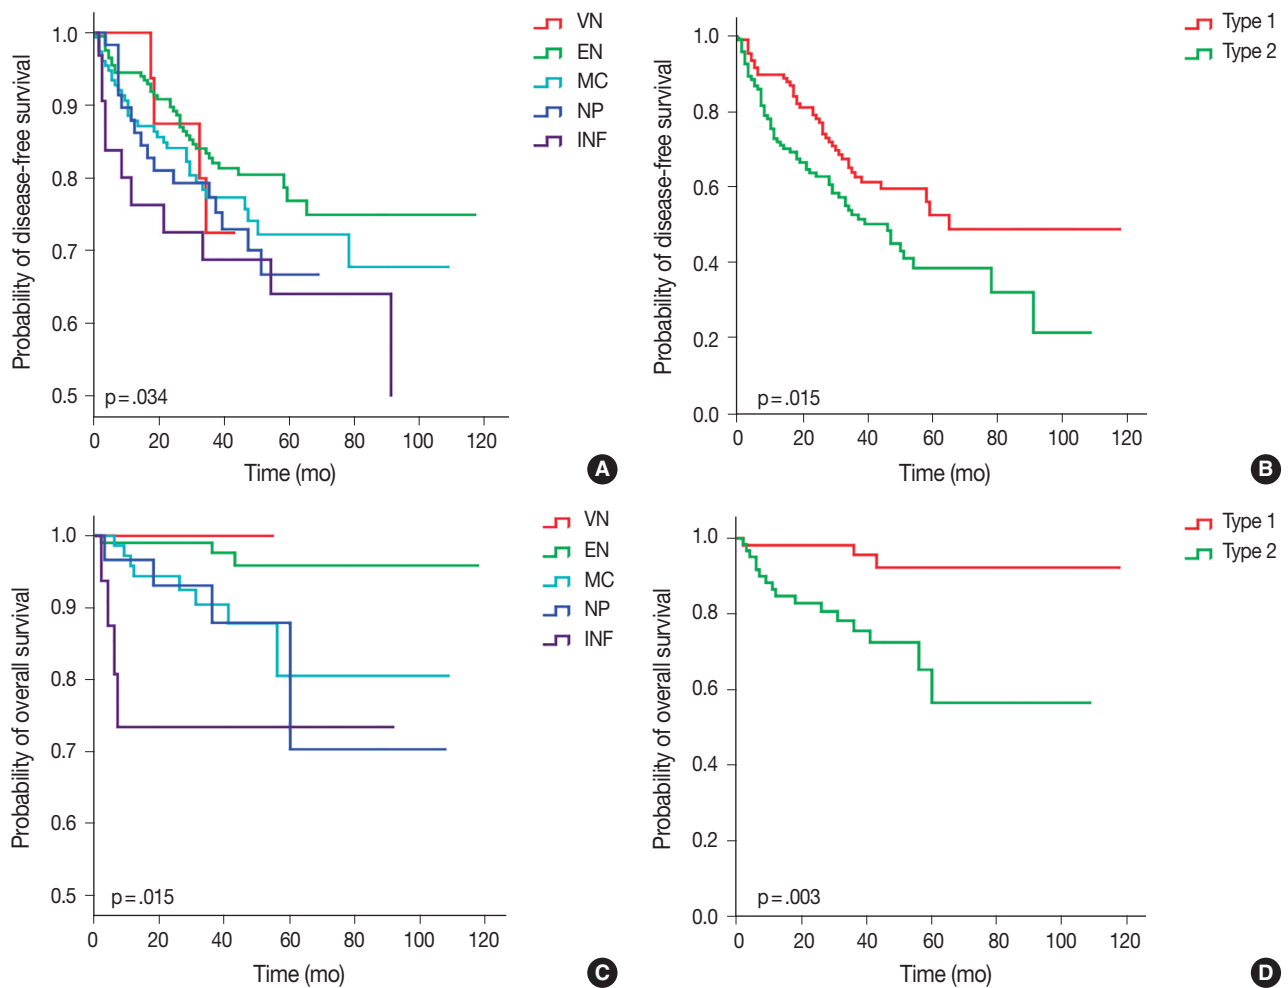 Probability of disease-free survival
1.0
0.9
0.8
0.7
0.6
0.5
p=.034
0 20 40 60 80 100 120
Time (mo)
VN
EN
MC
NP
INF
A
Probability of disease-free survival
1.0
0.8
0.6
0.4
0.2
0.0
p=.015
0 20 40 60 80 100 120
Time (mo)
Type 1
Type 2
B
Probability of overall survival
1.0
0.9
0.8
0.7
0.6
0.5
p=.015
0 20 40 60 80 100 120
Time (mo)
VN
EN
MC
NP
INF
C
Probability of overall survival
1.0
0.8
0.6
0.4
0.2
0.0
p=.003
0 20 40 60 80 100 120
Time (mo)
Type 1
Type 2
D